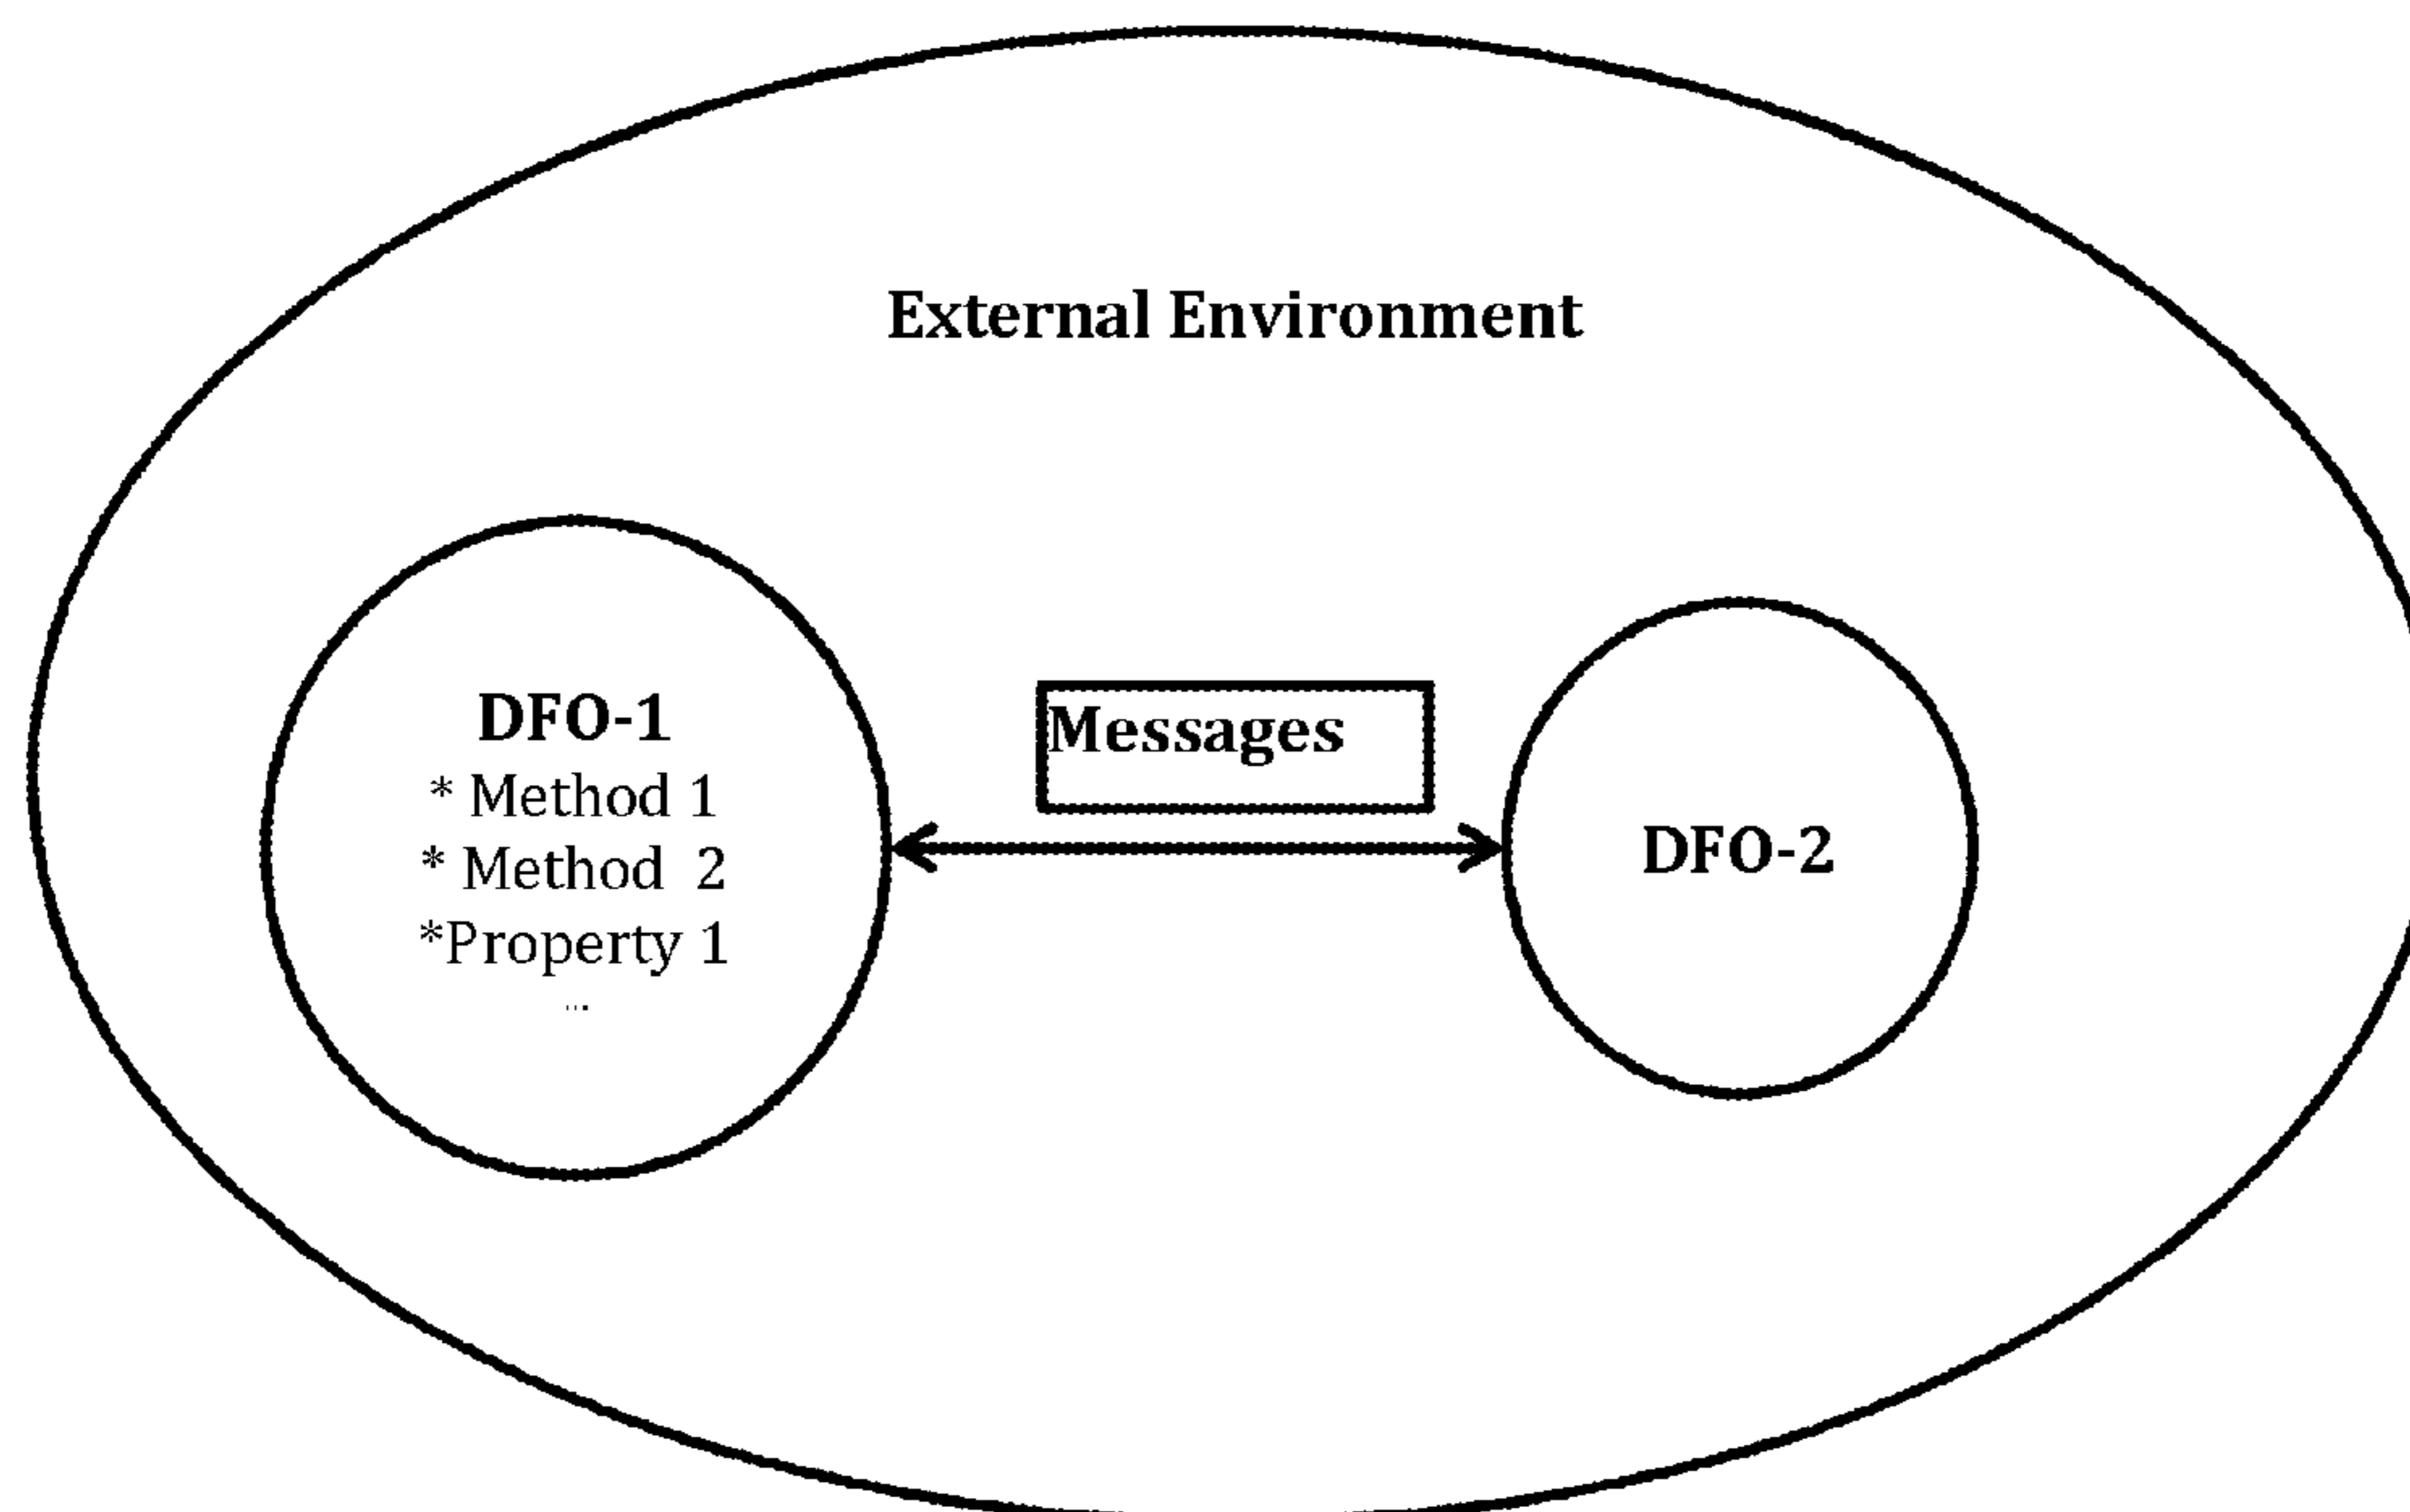 External Environment
DFO-1
* Method 1
* Method 2
*Property 1
...
Messages
DFO-2